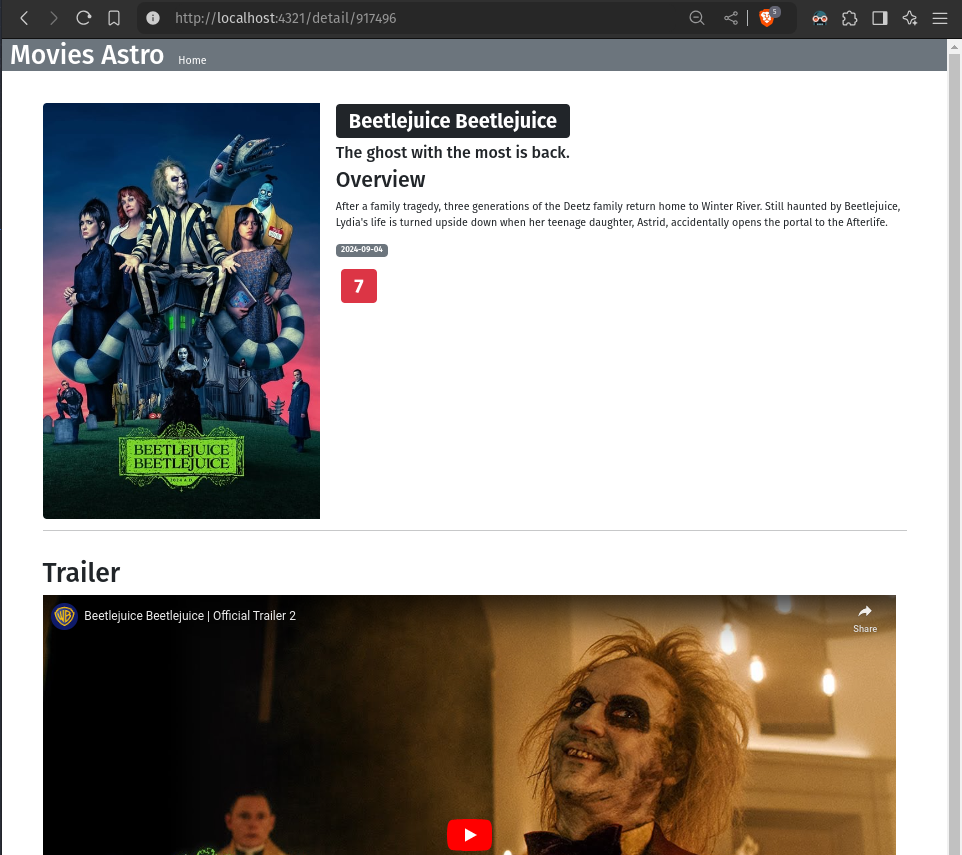 http://localhost:4321/detail/917496
5
Movies Astro
Home
Beetlejuice Beetlejuice
The ghost with the most is back.
Overview
After a family tragedy, three generations of the Deetz family return home to Winter River. Still haunted by Beetlejuice,
Lydia's life is turned upside down when her teenage daughter, Astrid, accidentally opens the portal to the Afterlife.
2024-09-04
7
BEETLEJUICE
BEETLEJUICE
Trailer
WB
Beetlejuice Beetlejuice | Official Trailer 2
Share